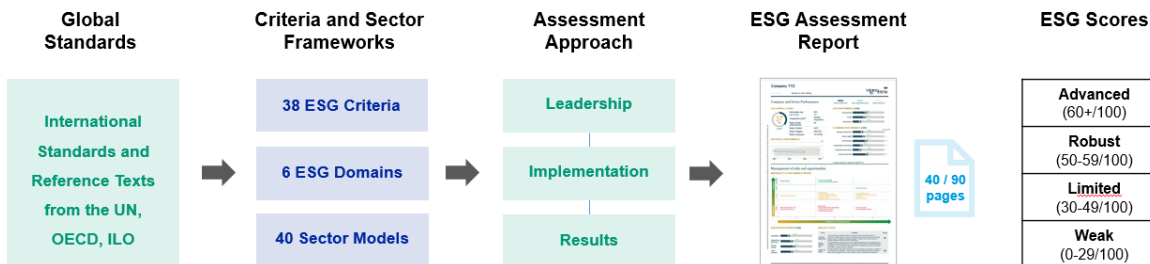 Global
Standards
Criteria and Sector
Frameworks
Assessment
Approach
ESG Assessment
Report
ESG Scores
International
Standards and
Reference Texts
from the UN,
OECD, ILO
38 ESG Criteria
6 ESG Domains
40 Sector Models
Leadership
Implementation
Results
Company XYZ
40 / 90
pages
Advanced
(60+/100)
Robust
(50-59/100)
Limited
(30-49/100)
Weak
(0-29/100)